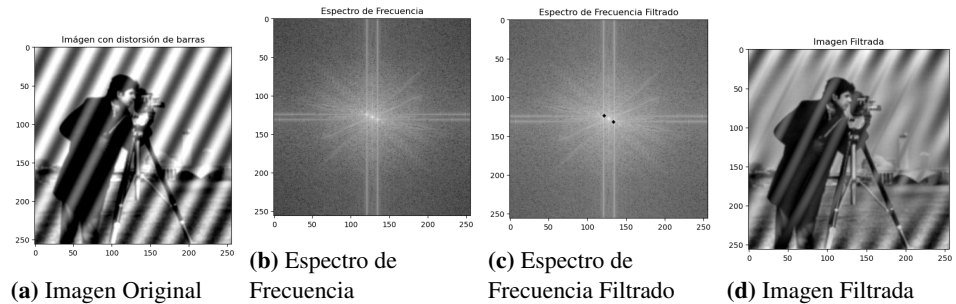 Imágen con distorsión de barras
0
50
100
150
200
250
0 50 100 150 200 250
(a) Imagen Original
Espectro de Frecuencia
0
50
100
150
200
250
0 50 100 150 200 250
(b) Espectro de
Frecuencia
Espectro de Frecuencia Filtrado
0
50
100
150
200
250
0 50 100 150 200 250
(c) Espectro de
Frecuencia Filtrado
Imagen Filtrada
0
50
100
150
200
250
0 50 100 150 200 250
(d) Imagen Filtrada